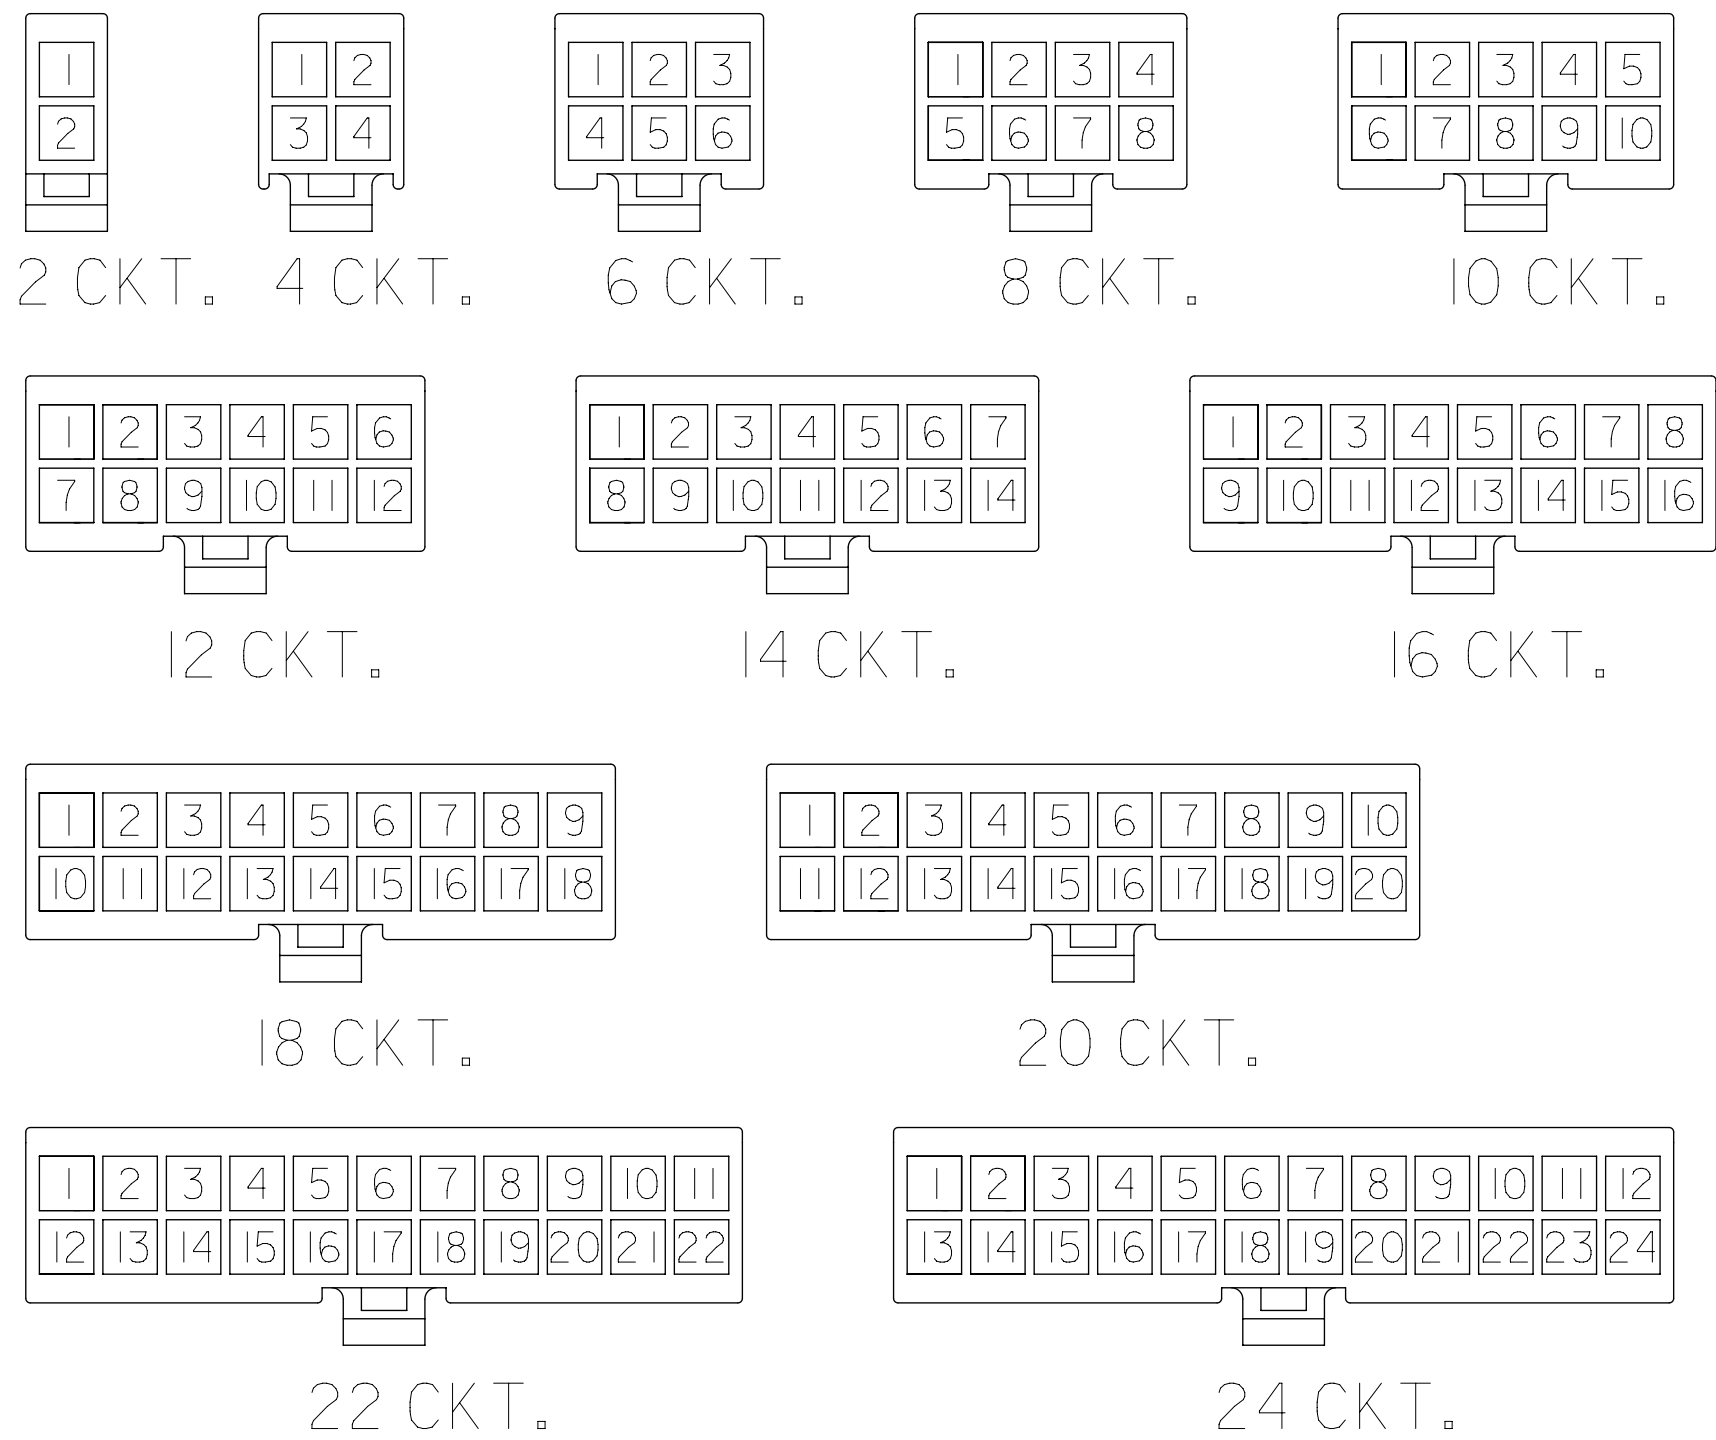 1 1 2 1 2 3 1 2 3 4 1 2 3 4 5
2 3 4 4 5 6 5 6 7 8 6 7 8 9 10
2 CKT. 4 CKT. 6 CKT. 8 CKT. 10 CKT.
1 2 3 4 5 6 1 2 3 4 5 6 7 1 2 3 4 5 6 7 8
7 8 9 10 11 12 8 9 10 11 12 13 14 9 10 11 12 13 14 15 16
12 CKT. 14 CKT. 16 CKT.
1 2 3 4 5 6 7 8 9 1 2 3 4 5 6 7 8 9 10
10 11 12 13 14 15 16 17 18 11 12 13 14 15 16 17 18 19 20
18 CKT. 20 CKT.
1 2 3 4 5 6 7 8 9 10 11 1 2 3 4 5 6 7 8 9 10 11 12
12 13 14 15 16 17 18 19 20 21 22 13 14 15 16 17 18 19 20 21 22 23 24
22 CKT. 24 CKT.